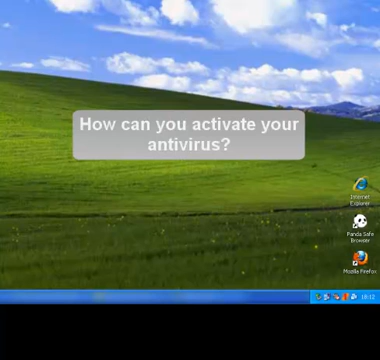 How can you activate your
antivirus?
Internet
Explorer
Panda Safe
Browser
Mozilla Firefox
18:12